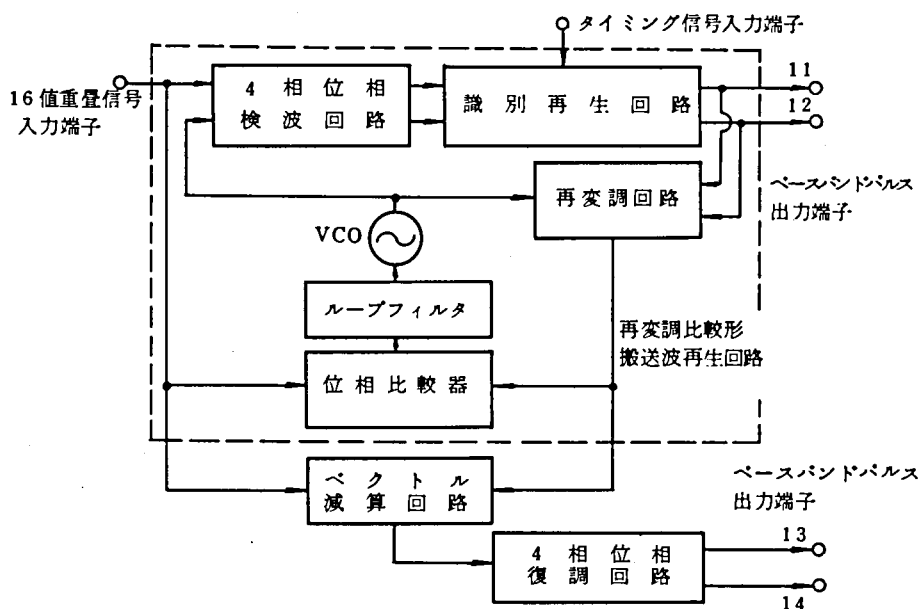 タイミング信号入力端子
16値重畳信号
入力端子
4相位相
検波回路
識別再生回路
11
12
再変調回路
ベースバンドパルス
出力端子
VCO
ループフィルタ
再変調比較形
搬送波再生回路
位相比較器
ベクトル
減算回路
ベースバンドパルス
出力端子
4相位相
復調回路
13
14